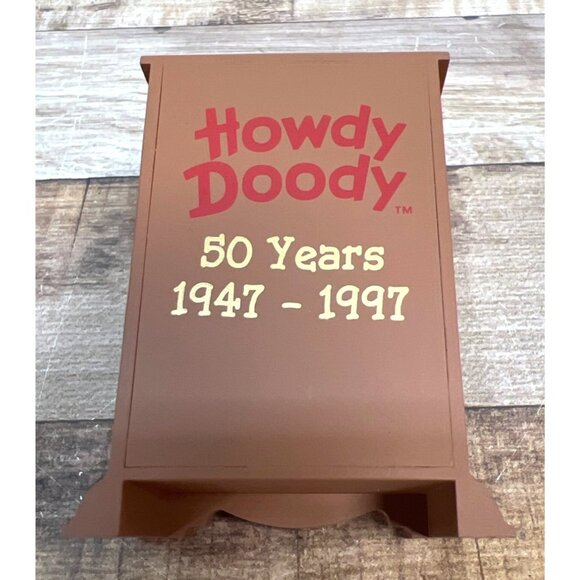 Howdy
Doody™
50 Years
1947 - 1997